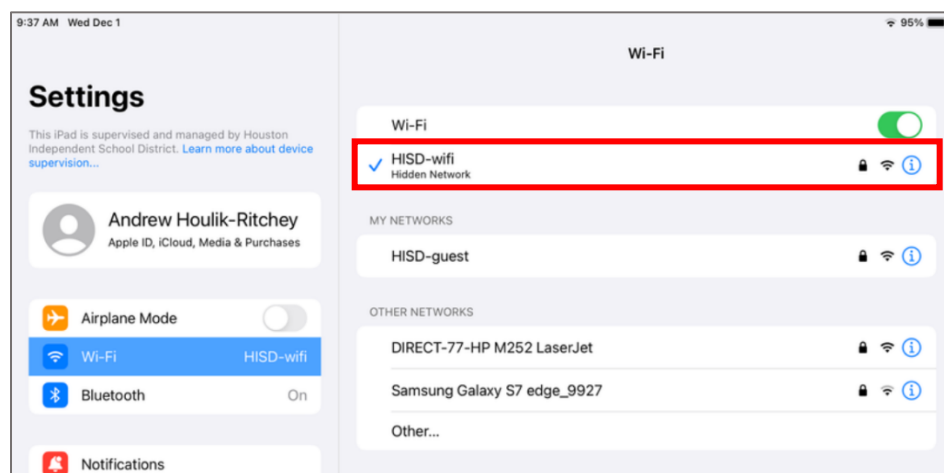 9:37 AM Wed Dec 1
95%
Settings
This iPad is supervised and managed by Houston
Independent School District. Learn more about device
supervision...
Andrew Houlik-Ritchey
Apple ID, iCloud, Media & Purchases
Airplane Mode
Wi-Fi HISD-wifi
Bluetooth On
Notifications
Wi-Fi
Wi-Fi
HISD-wifi
Hidden Network
MY NETWORKS
HISD-guest
OTHER NETWORKS
DIRECT-77-HP M252 LaserJet
Samsung Galaxy S7 edge_9927
Other...